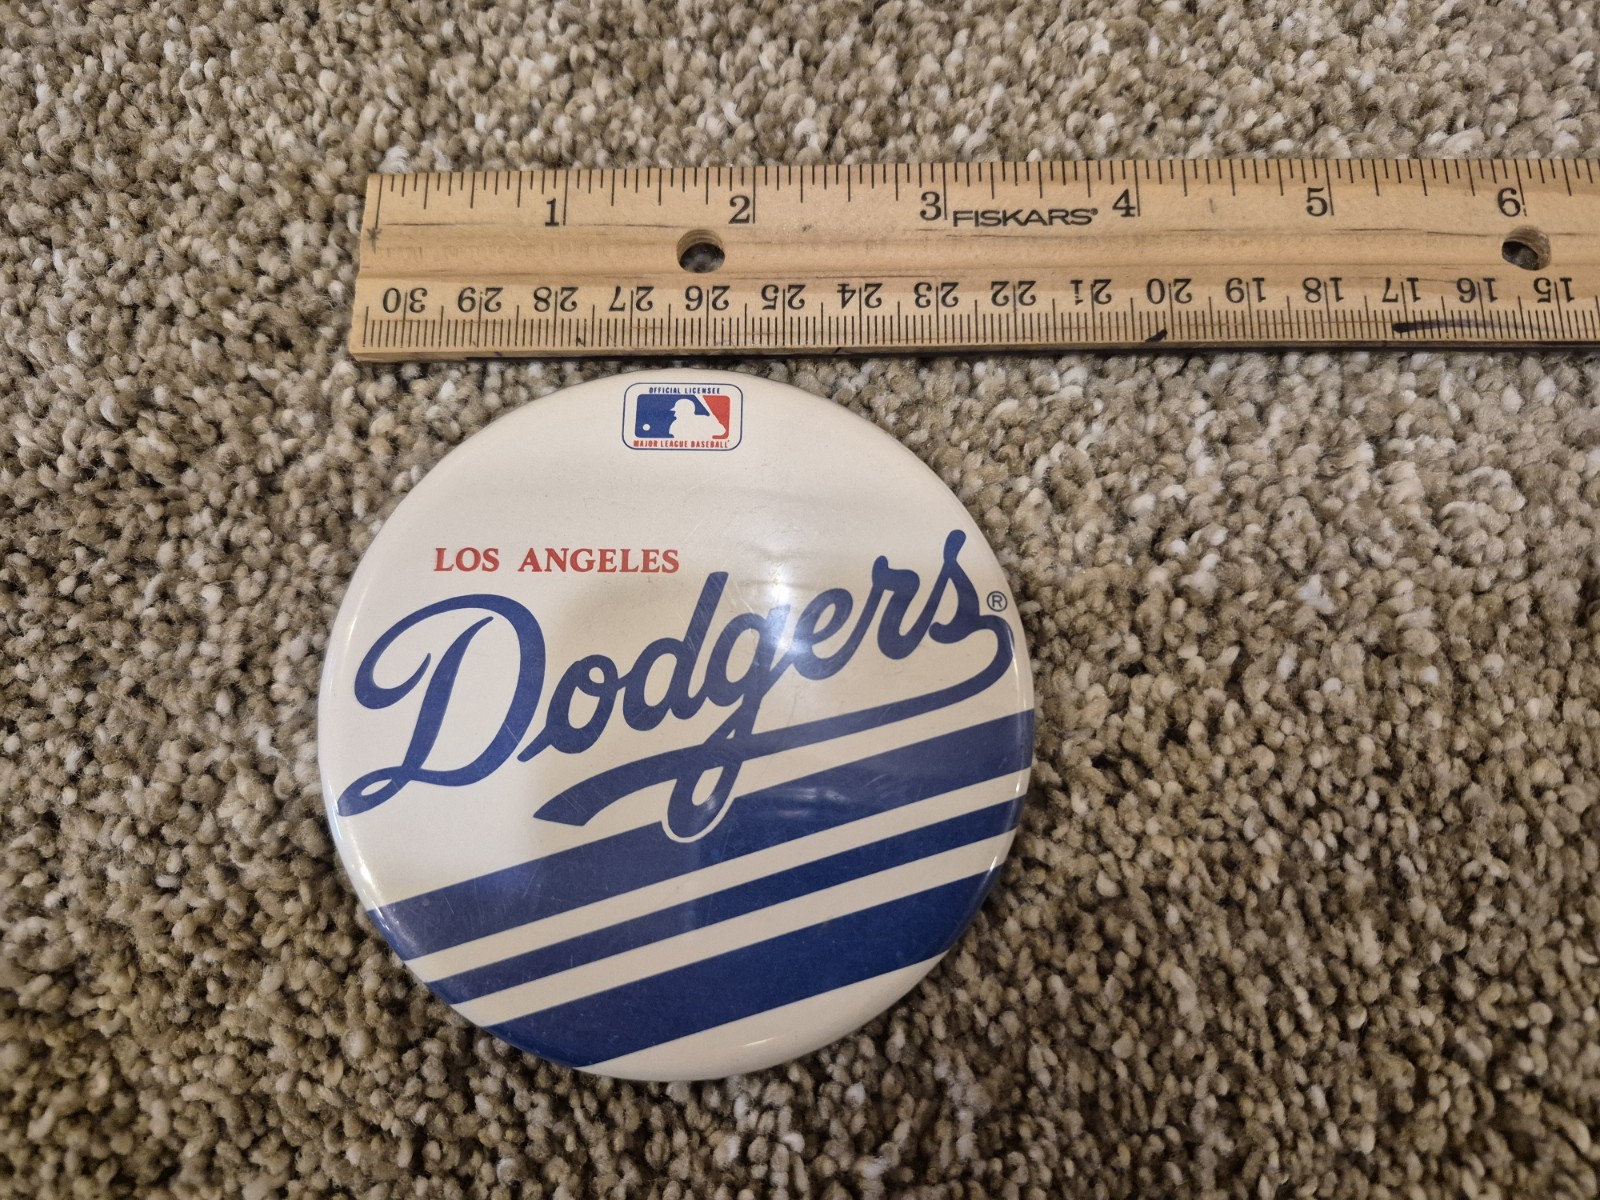 1 2 3 FISKARS® 4 5 6
30 29 28 27 26 25 24 23 22 21 20 19 18 17 16 15
OFFICIAL LICENSEE
MAJOR LEAGUE BASEBALL
LOS ANGELES
Dodgers®